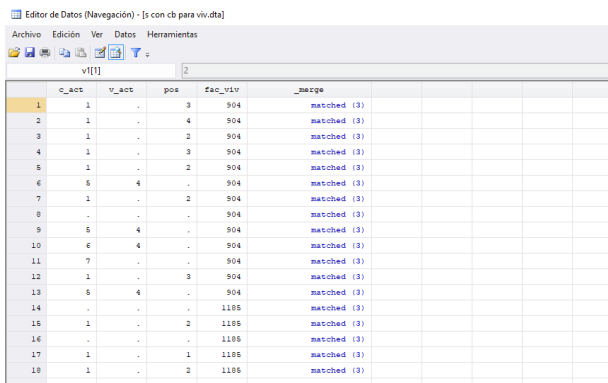 Editor de Datos (Navegación) - [s con cb para viv.dta]
Archivo Edición Ver Datos Herramientas
v1[1] 2
c_act v_act pos fac_viv _merge
1 1 . 3 904 matched (3)
2 1 . 4 904 matched (3)
3 1 . 2 904 matched (3)
4 1 . 3 904 matched (3)
5 1 . 2 904 matched (3)
6 5 4 . 904 matched (3)
7 1 . 2 904 matched (3)
8 . . . 904 matched (3)
9 5 4 . 904 matched (3)
10 6 4 . 904 matched (3)
11 7 . . 904 matched (3)
12 1 . 3 904 matched (3)
13 5 4 . 904 matched (3)
14 . . . 1185 matched (3)
15 1 . 2 1185 matched (3)
16 . . . 1185 matched (3)
17 1 . 1 1185 matched (3)
18 1 . 2 1185 matched (3)